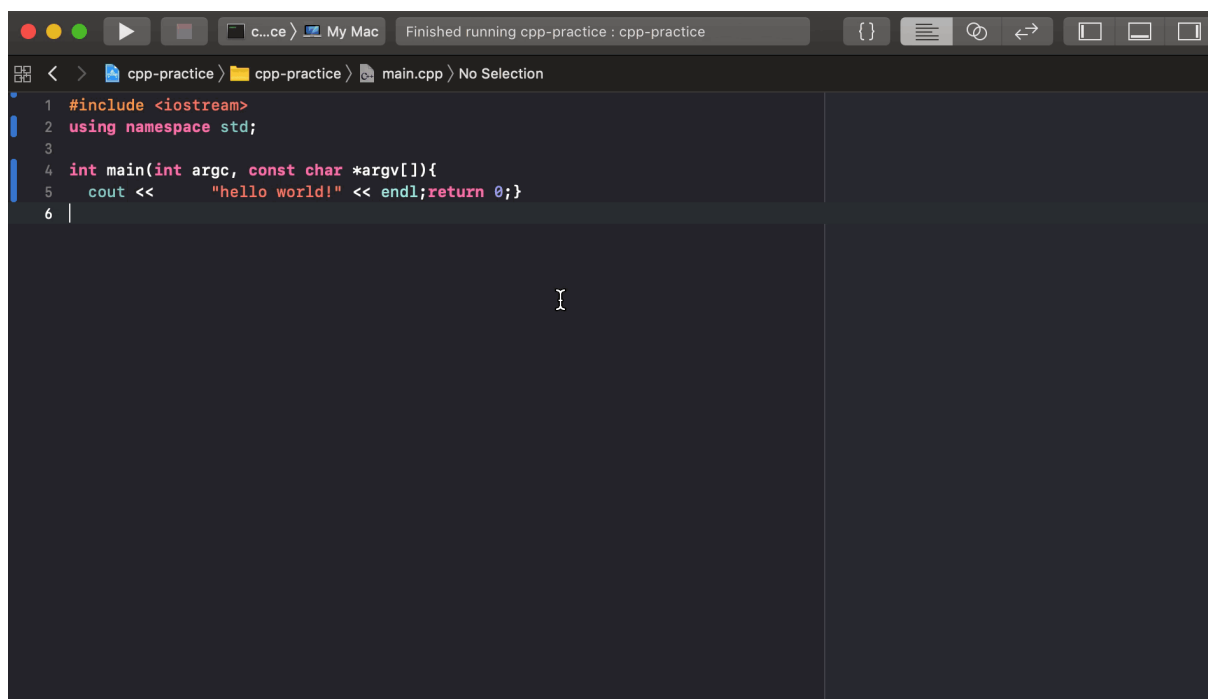 c...ce 〉 My Mac Finished running cpp-practice : cpp-practice {}
cpp-practice 〉 cpp-practice 〉 main.cpp 〉 No Selection
1 #include <iostream>
2 using namespace std;
3
4 int main(int argc, const char *argv[]){
5   cout <<      "hello world!" << endl;return 0;}
6